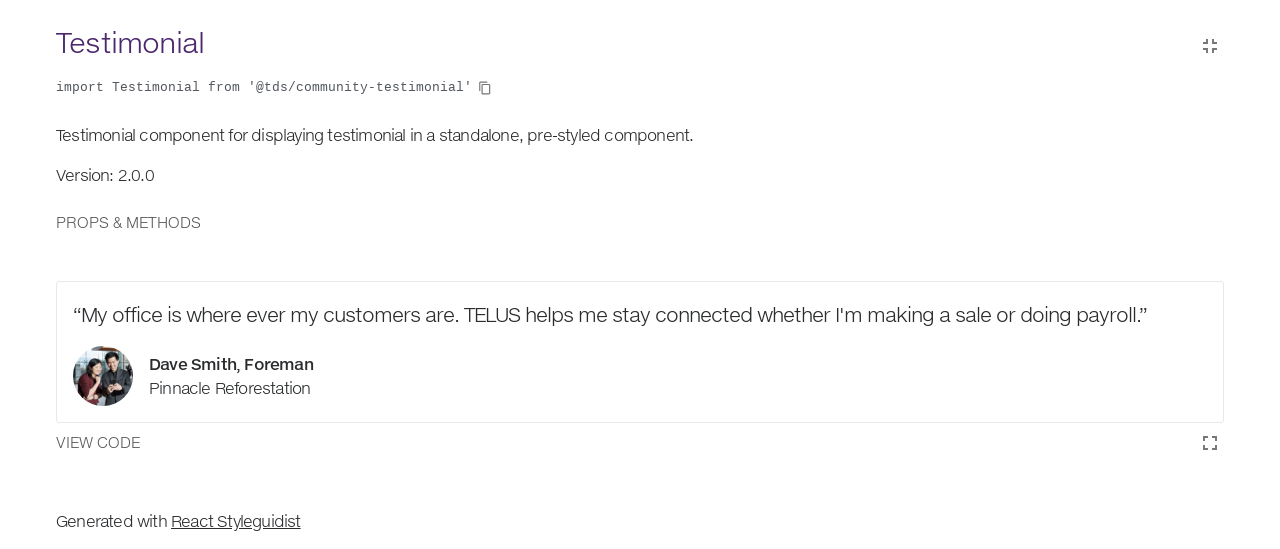 Testimonial
import Testimonial from '@tds/community-testimonial'
Testimonial component for displaying testimonial in a standalone, pre-styled component.
Version: 2.0.0
PROPS & METHODS
“My office is where ever my customers are. TELUS helps me stay connected whether I'm making a sale or doing payroll.”
Dave Smith, Foreman
Pinnacle Reforestation
VIEW CODE
Generated with React Styleguidist